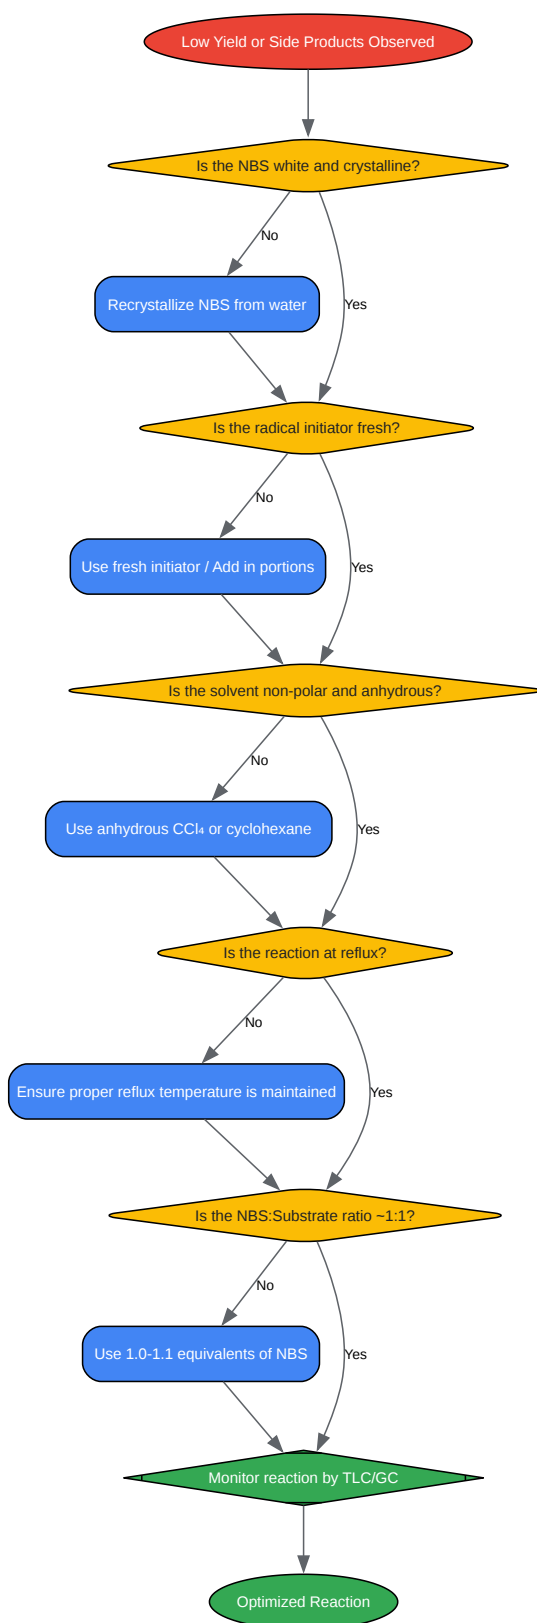 Low Yield or Side Products Observed
Is the NBS white and crystalline?
No
Recrystallize NBS from water
Yes
Is the radical initiator fresh?
No
Use fresh initiator / Add in portions
Yes
Is the solvent non-polar and anhydrous?
No
Use anhydrous CCl₄ or cyclohexane
Yes
Is the reaction at reflux?
No
Ensure proper reflux temperature is maintained
Yes
Is the NBS:Substrate ratio ~1:1?
No
Use 1.0-1.1 equivalents of NBS
Yes
Monitor reaction by TLC/GC
Optimized Reaction